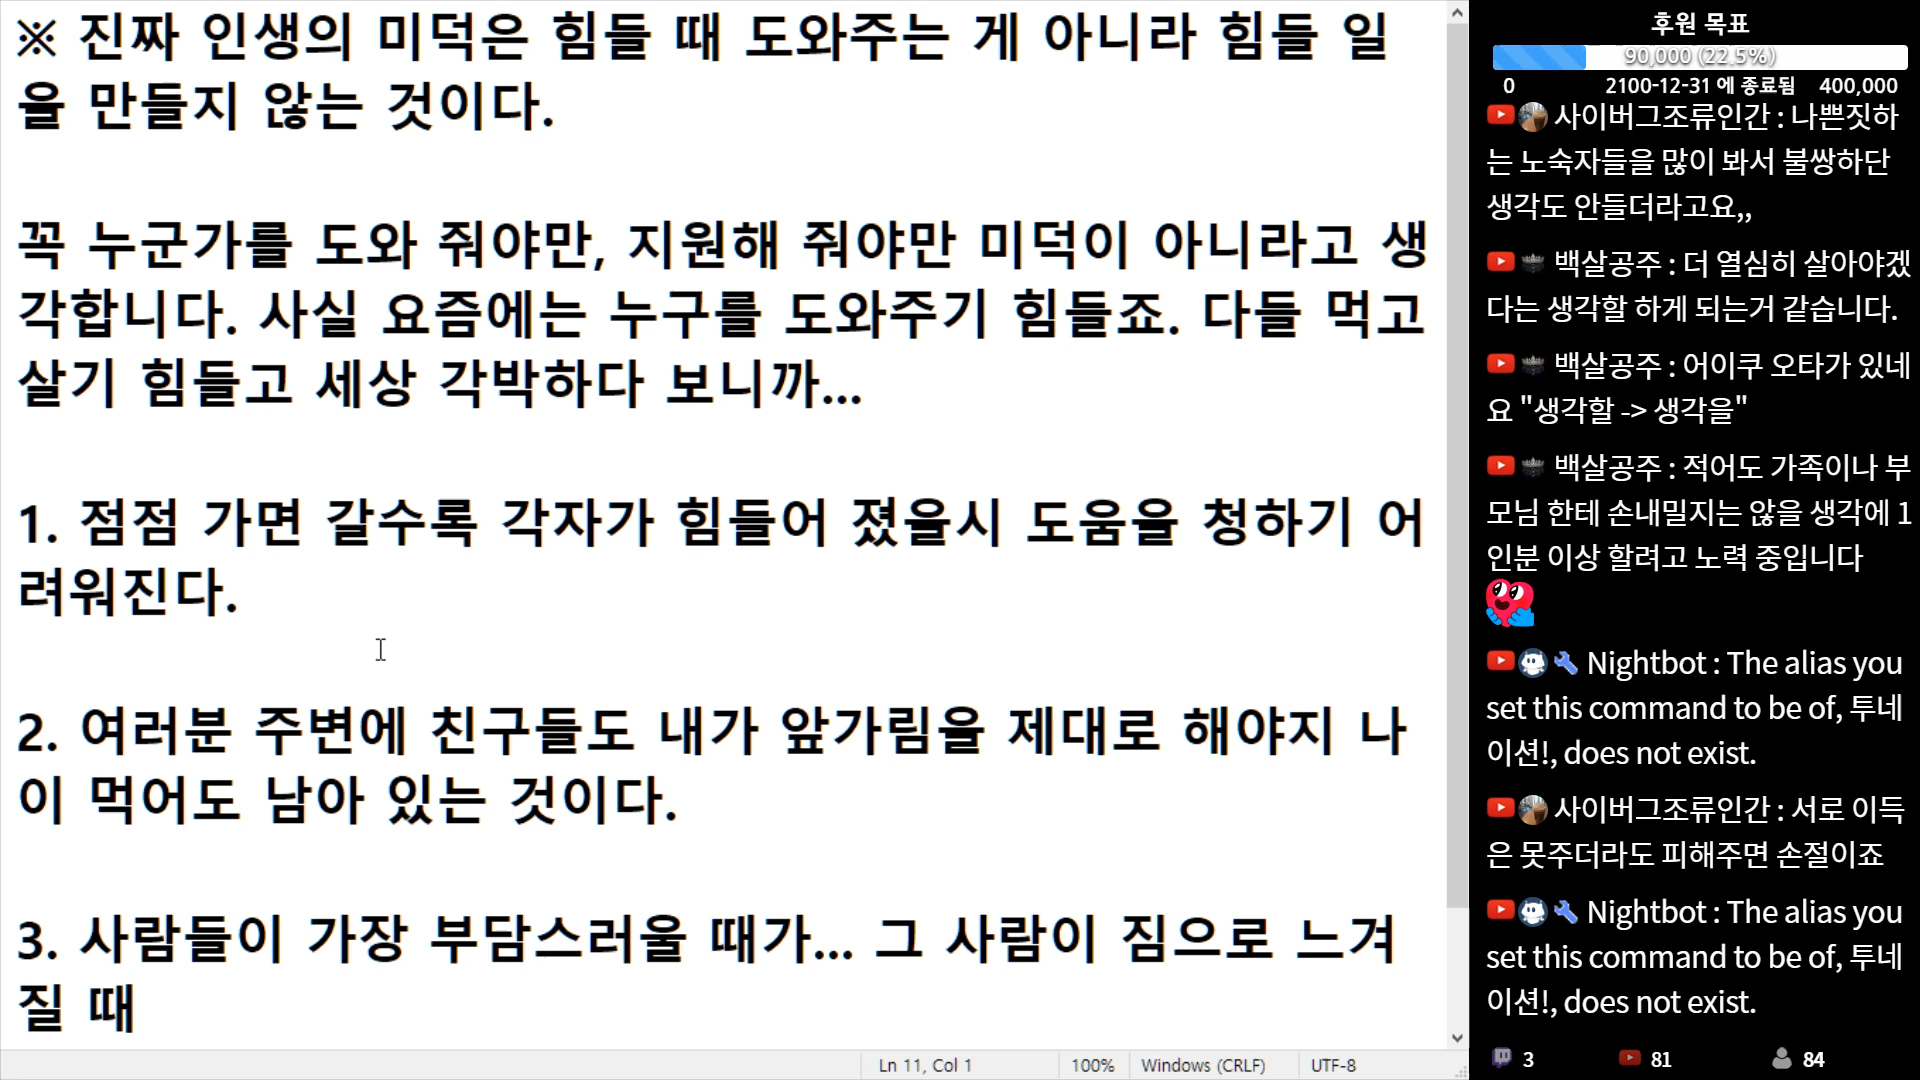 ※ 진짜 인생의 미덕은 힘들 때 도와주는 게 아니라 힘들 일
을 만들지 않는 것이다.
꼭 누군가를 도와 줘야만, 지원해 줘야만 미덕이 아니라고 생
각합니다. 사실 요즘에는 누구를 도와주기 힘들죠. 다들 먹고
살기 힘들고 세상 각박하다 보니까...
1. 점점 가면 갈수록 각자가 힘들어 졌을시 도움을 청하기 어
려워진다.
2. 여러분 주변에 친구들도 내가 앞가림을 제대로 해야지 나
이 먹어도 남아 있는 것이다.
3. 사람들이 가장 부담스러울 때가... 그 사람이 짐으로 느겨
질 때
Ln 11, Col 1
100%
Windows (CRLF)
UTF-8
후원 목표
90,000 (22.5%)
0
2100-12-31 에 종료됨
400,000
사이버그조류인간 : 나쁜짓하
는 노숙자들을 많이 봐서 불쌍하단
생각도 안들더라고요,,
백살공주 : 더 열심히 살아야겠
다는 생각할 하게 되는거 같습니다.
백살공주 : 어이쿠 오타가 있네
요 "생각할 -> 생각을"
백살공주 : 적어도 가족이나 부
모님 한테 손내밀지는 않을 생각에 1
인분 이상 할려고 노력 중입니다
Nightbot : The alias you
set this command to be of, 투네
이션!, does not exist.
사이버그조류인간 : 서로 이득
은 못주더라도 피해주면 손절이죠
Nightbot : The alias you
set this command to be of, 투네
이션!, does not exist.
3
81
84